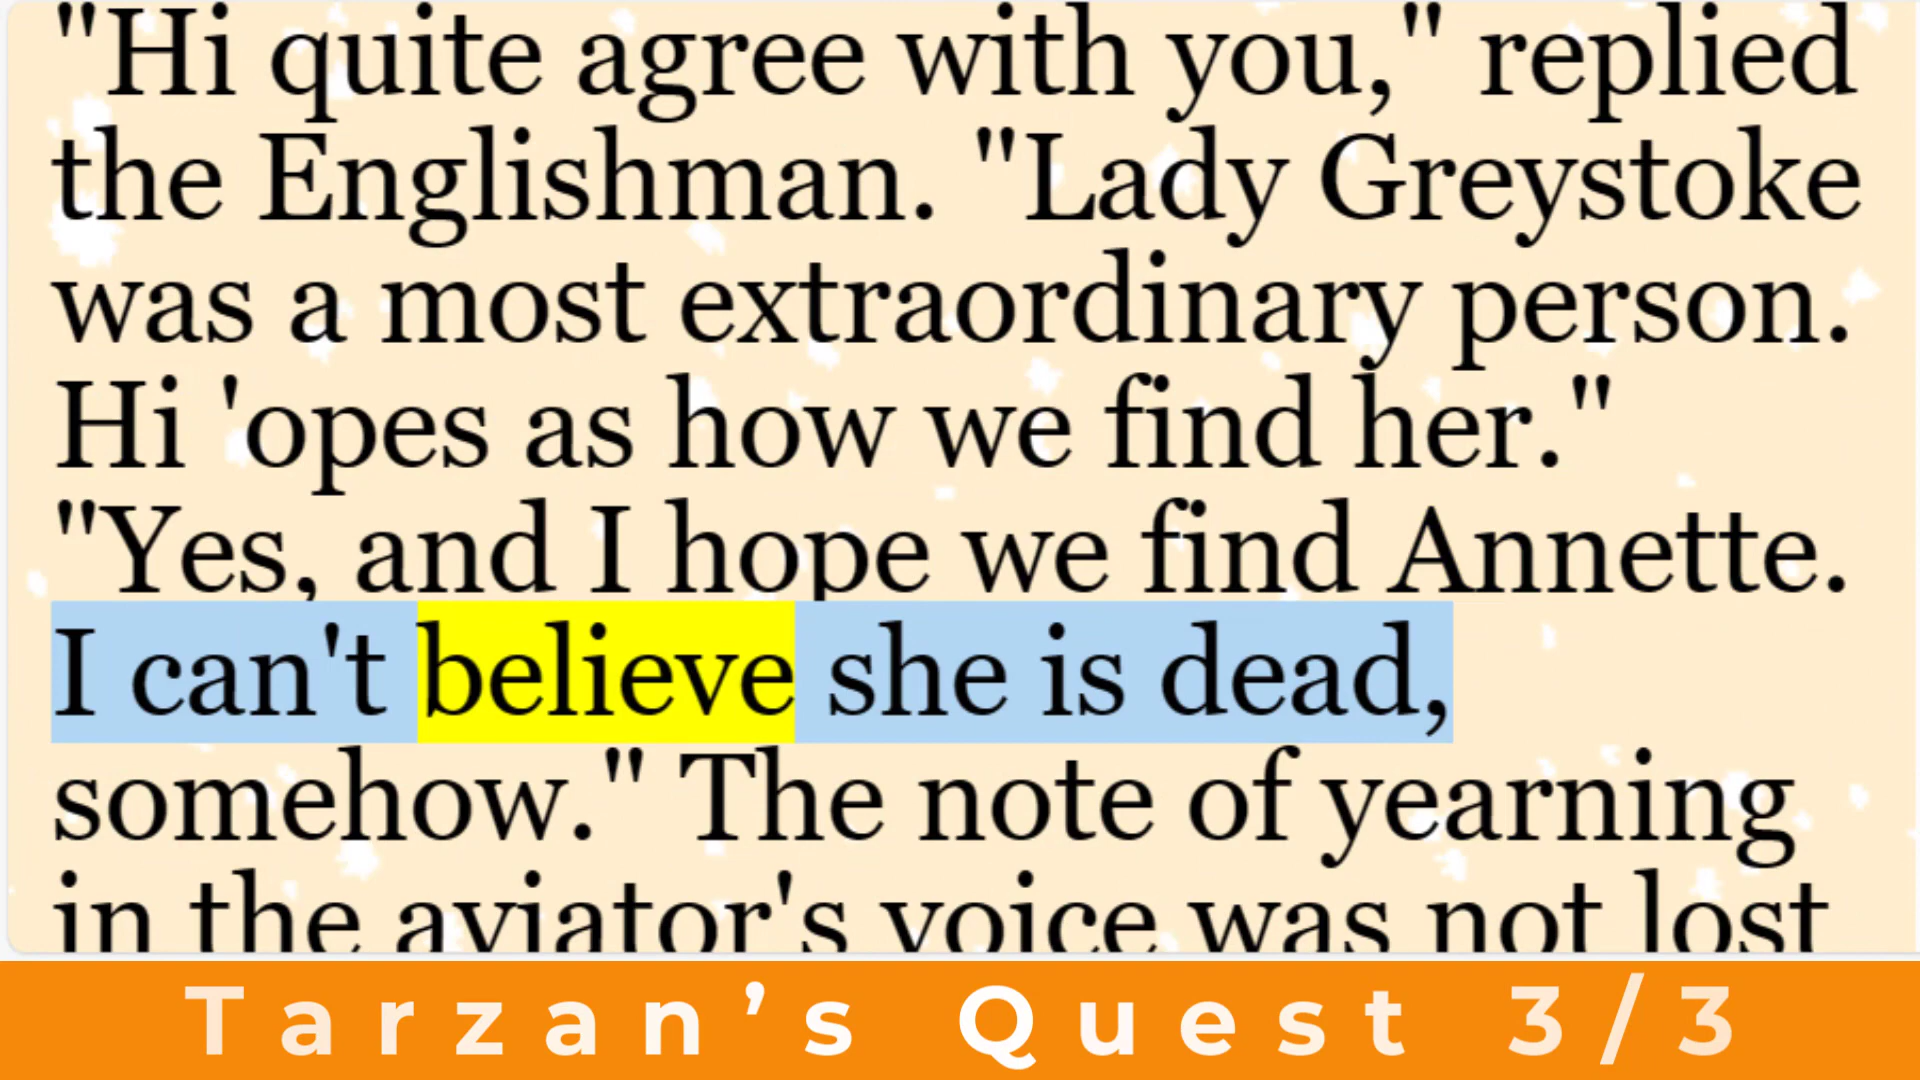 "Hi quite agree with you," replied
the Englishman. "Lady Greystoke
was a most extraordinary person.
Hi 'opes as how we find her."
"Yes, and I hope we find Annette.
I can't believe she is dead,
somehow." The note of yearning
in the aviator's voice was not lost
Tarzan’s Quest 3/3